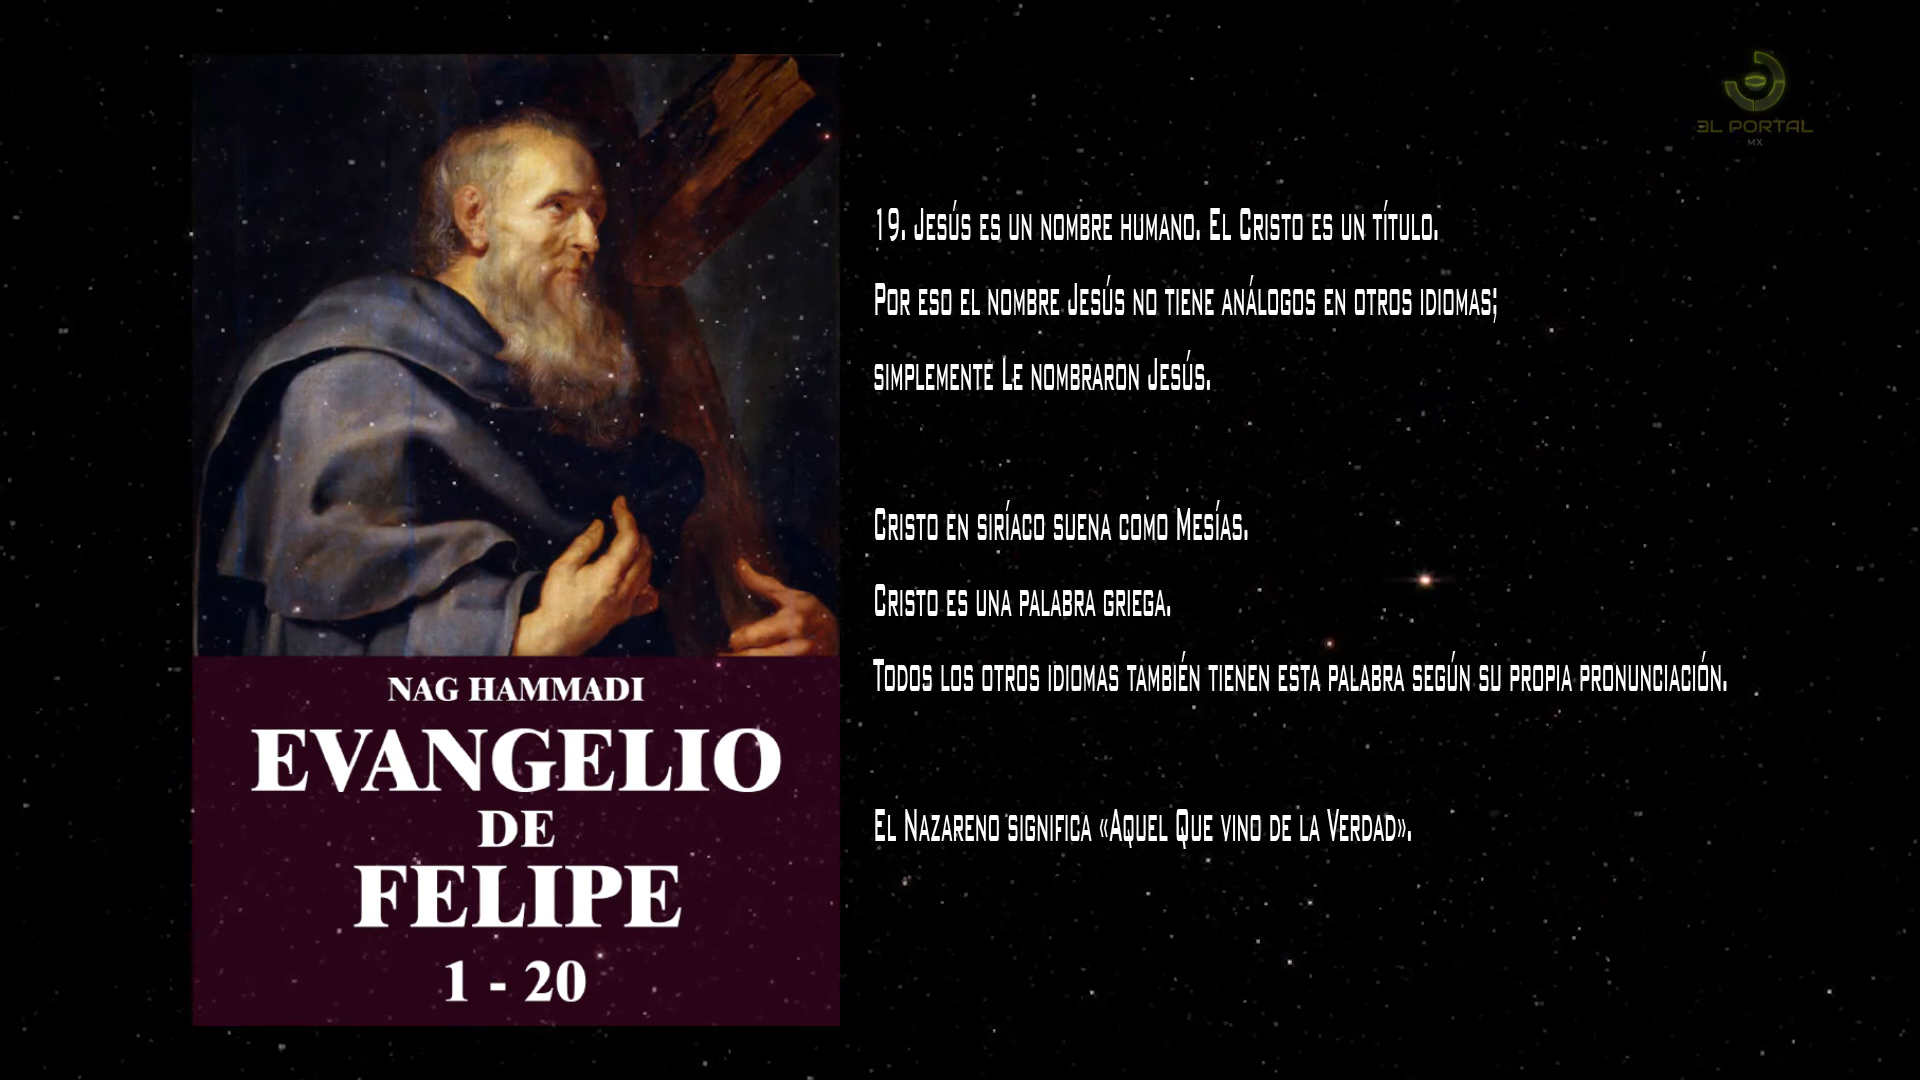 ƎL PORTAL
MX
19. Jesús es un nombre humano. El Cristo es un título.
Por eso el nombre Jesús no tiene análogos en otros idiomas;
simplemente Le nombraron Jesús.
Cristo en siríaco suena como Mesías.
Cristo es una palabra griega.
Todos los otros idiomas también tienen esta palabra según su propia pronunciación.
El Nazareno significa «Aquel Que vino de la Verdad».
NAG HAMMADI
EVANGELIO
DE
FELIPE
1 - 20